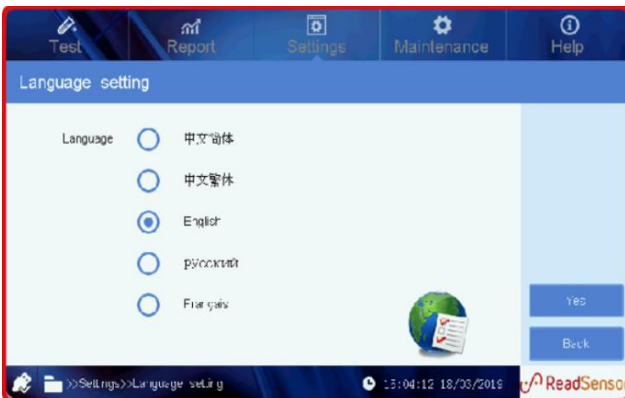 Test Report Settings Maintenance Help
Language setting
Language 中文简体
中文繁体
English
русский
Français
Yes
Back
>>Settings>>Language setting 15:04:12 18/03/2019 ReadSensor